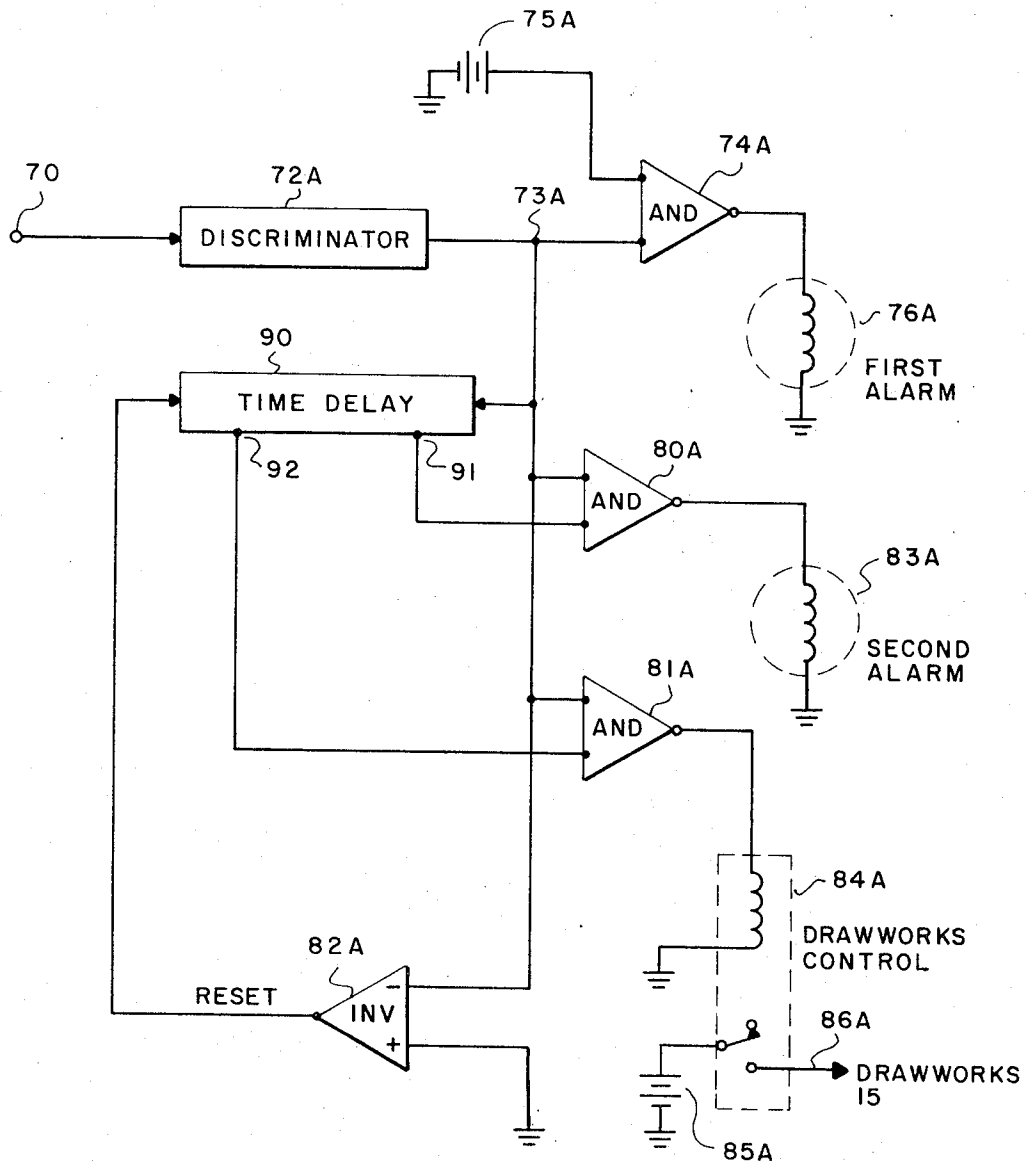 75A
74A
70
72A
73A
AND
DISCRIMINATOR
76A
FIRST
ALARM
90
TIME DELAY
92
91
80A
AND
83A
SECOND
ALARM
81A
AND
84A
DRAWWORKS
CONTROL
82A
RESET
INV
-
+
86A
DRAWWORKS
15
85A